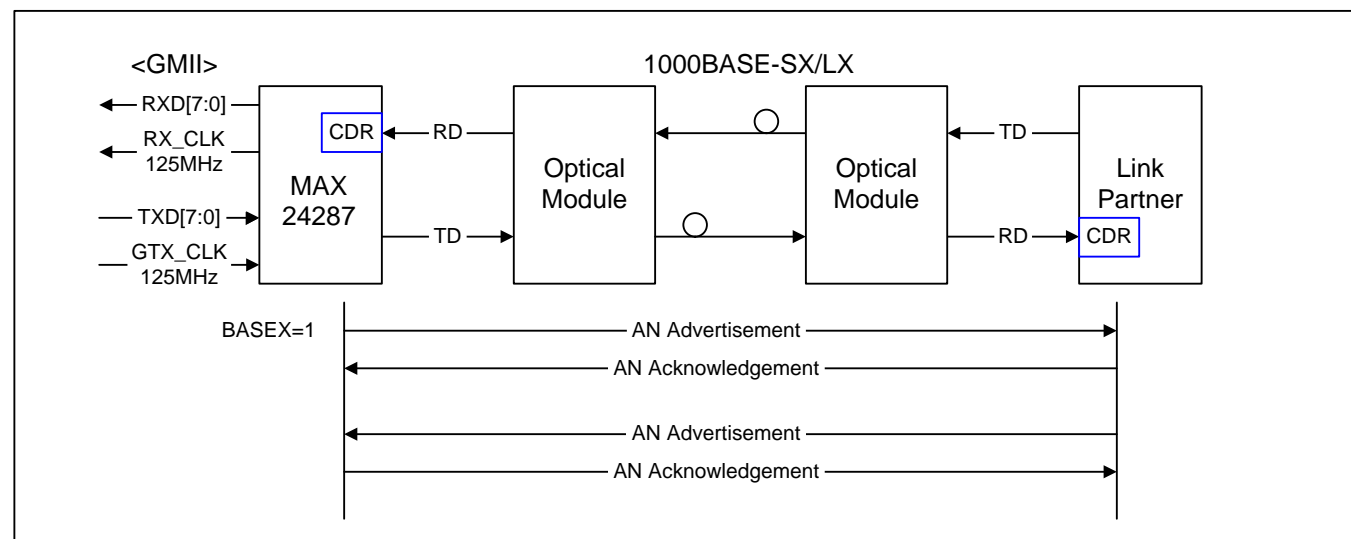 <GMII>
1000BASE-SX/LX
RXD[7:0]
RX_CLK
125MHz
TXD[7:0]
GTX_CLK
125MHz
CDR
MAX
24287
RD
TD
Optical
Module
Optical
Module
TD
RD
Link
Partner
CDR
BASEX=1
AN Advertisement
AN Acknowledgement
AN Advertisement
AN Acknowledgement